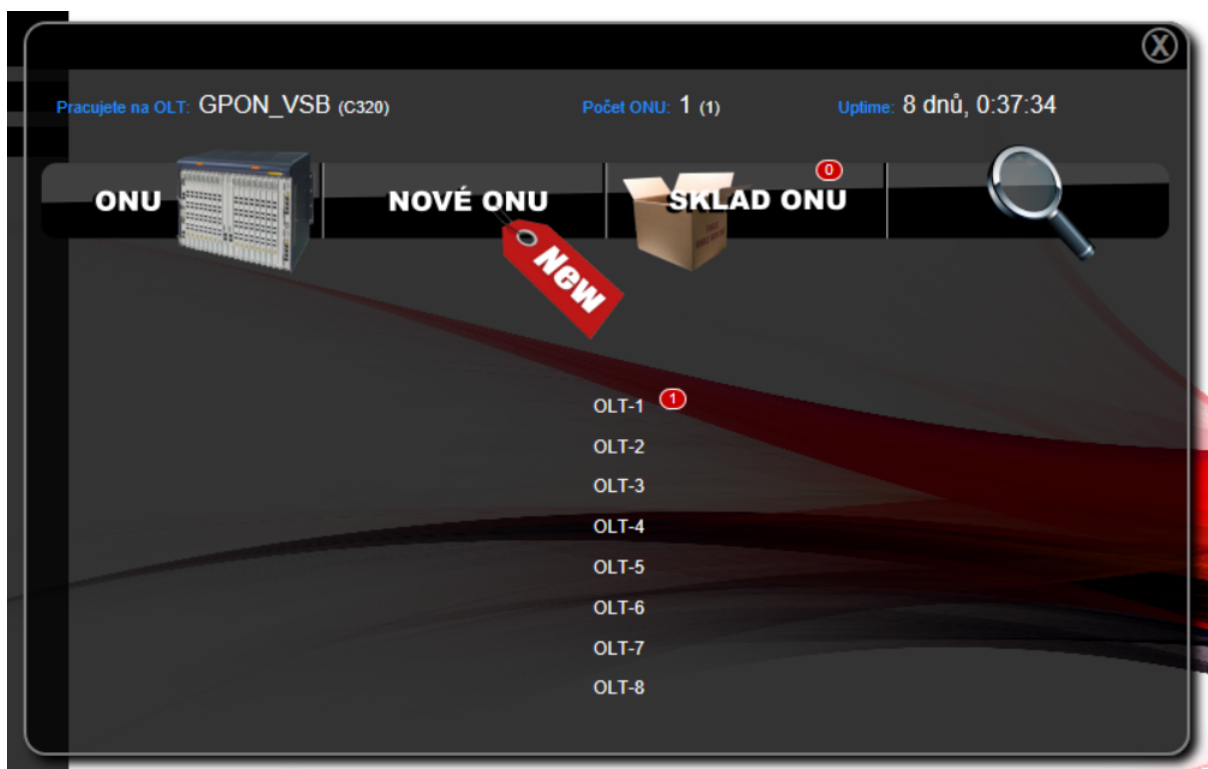 X
Pracujete na OLT: GPON_VSB (C320) Počet ONU: 1 (1) Uptime: 8 dnů, 0:37:34
0
ONU NOVÉ ONU SKLAD ONU
New
OLT-1 1
OLT-2
OLT-3
OLT-4
OLT-5
OLT-6
OLT-7
OLT-8